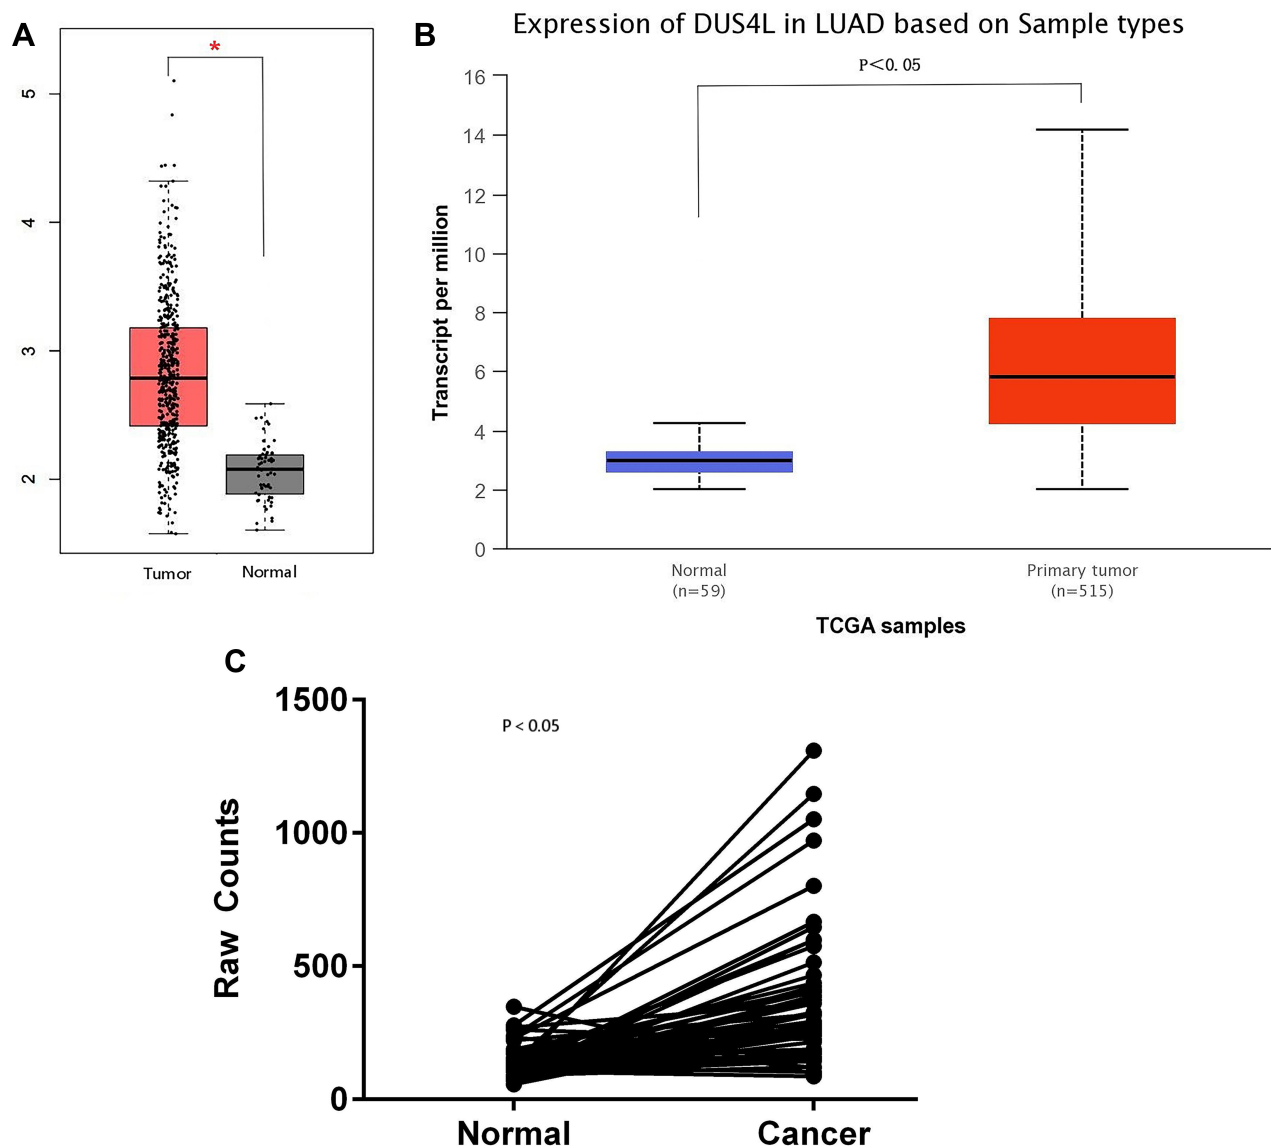 A
*
5
4
3
2
Tumor Normal
B
Expression of DUS4L in LUAD based on Sample types
P<0.05
Transcript per million
16
14
12
10
8
6
4
2
0
Normal
(n=59)
Primary tumor
(n=515)
TCGA samples
C
P < 0.05
Raw Counts
1500
1000
500
0
Normal Cancer